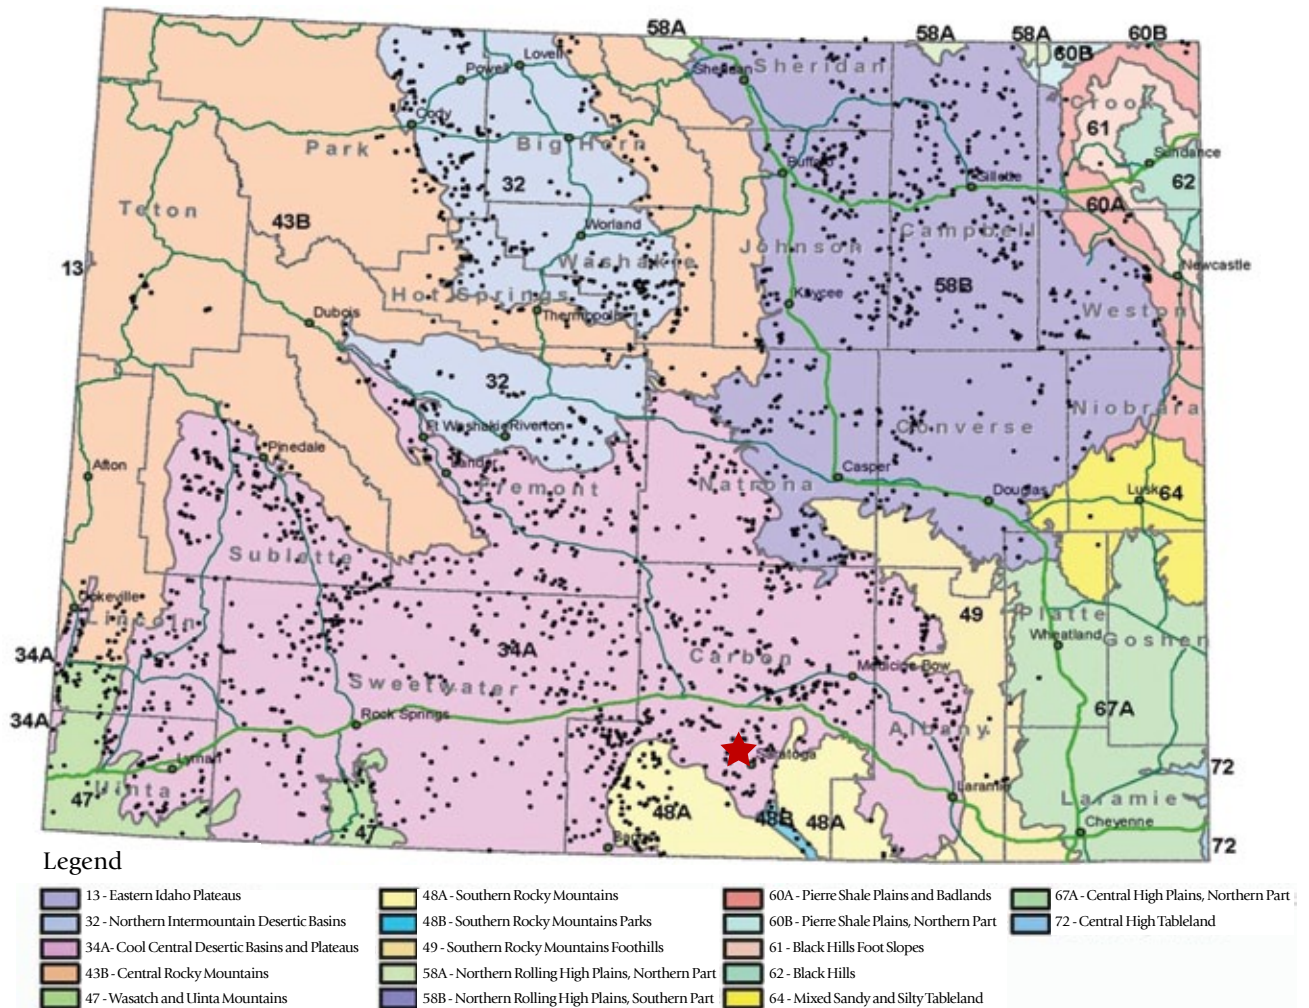 58A
58A
58A
60B
60B
Lovell
Powell
Sheridan
Sheridan
Crook
Cody
61
Park
Big Horn
Buffalo
Gillette
Sundance
32
62
Teton
43B
60A
Worland
Johnson
Campbell
13
Washakie
Newcastle
Hot Springs
Kaycee
58B
Dubois
Thermopolis
Weston
32
Niobrara
Ft Washakie
Riverton
Converse
Pinedale
Afton
Lander
Casper
Fremont
Natrona
Douglas
Lusk
64
Sublette
Cokeville
Lincoln
49
Platte
Wheatland
Goshen
34A
34A
Carbon
Medicine Bow
Sweetwater
Rock Springs
67A
34A
Albany
Saratoga
Lyman
72
Uinta
47
Laramie
Laramie
48A
48B
48A
Cheyenne
47
Baggs
72
Legend
13 - Eastern Idaho Plateaus
32 - Northern Intermountain Desertic Basins
34A- Cool Central Desertic Basins and Plateaus
43B - Central Rocky Mountains
47 - Wasatch and Uinta Mountains
48A - Southern Rocky Mountains
48B - Southern Rocky Mountains Parks
49 - Southern Rocky Mountains Foothills
58A - Northern Rolling High Plains, Northern Part
58B - Northern Rolling High Plains, Southern Part
60A - Pierre Shale Plains and Badlands
60B - Pierre Shale Plains, Northern Part
61 - Black Hills Foot Slopes
62 - Black Hills
64 - Mixed Sandy and Silty Tableland
67A - Central High Plains, Northern Part
72 - Central High Tableland